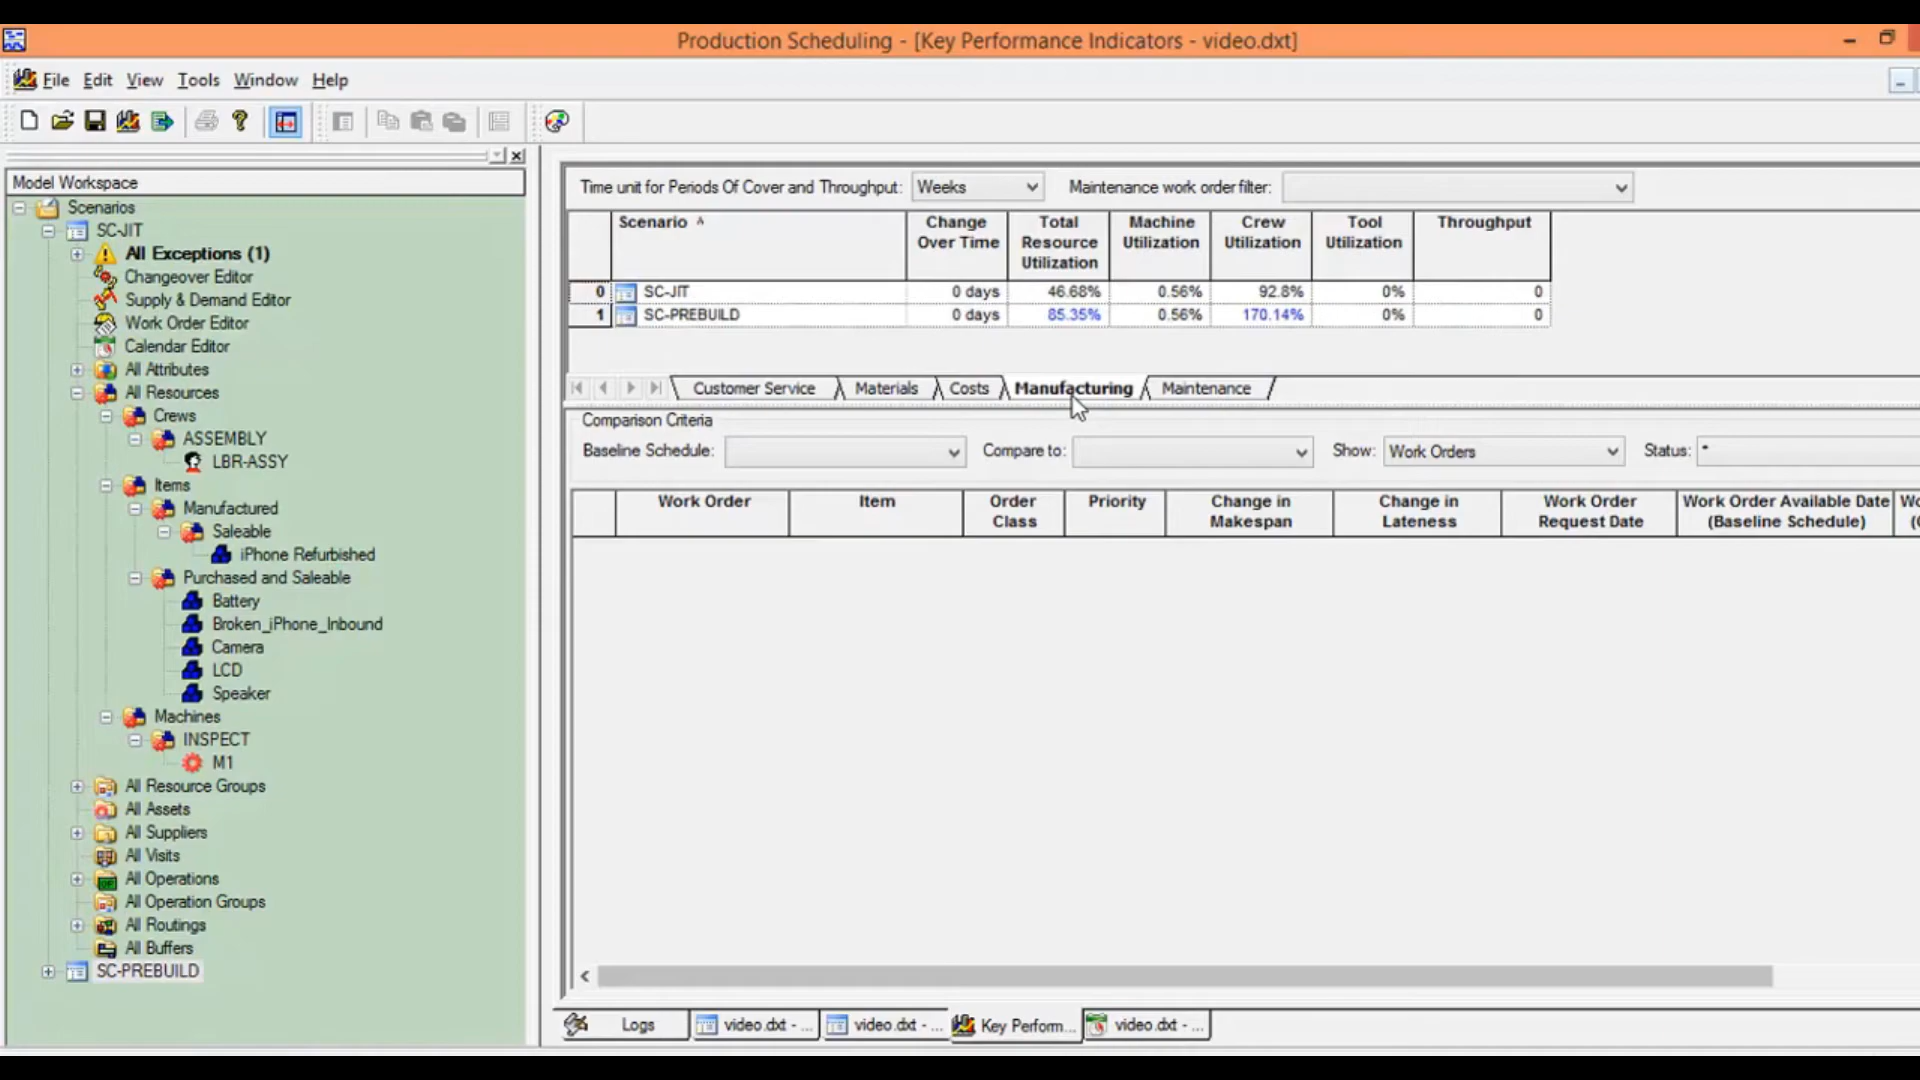 Production Scheduling - [Key Performance Indicators - video.dxt]
File Edit View Tools Window Help
Model Workspace
Scenarios
SC-JIT
All Exceptions (1)
Changeover Editor
Supply & Demand Editor
Work Order Editor
Calendar Editor
All Attributes
All Resources
Crews
ASSEMBLY
LBR-ASSY
Items
Manufactured
Saleable
iPhone Refurbished
Purchased and Saleable
Battery
Broken_iPhone_Inbound
Camera
LCD
Speaker
Machines
INSPECT
M1
All Resource Groups
All Assets
All Suppliers
All Visits
All Operations
All Operation Groups
All Routings
All Buffers
SC-PREBUILD
Time unit for Periods Of Cover and Throughput: Weeks Maintenance work order filter:
Scenario Change Over Time Total Resource Utilization Machine Utilization Crew Utilization Tool Utilization Throughput
0 SC-JIT 0 days 46.68% 0.56% 92.8% 0% 0
1 SC-PREBUILD 0 days 85.35% 0.56% 170.14% 0% 0
Customer Service Materials Costs Manufacturing Maintenance
Comparison Criteria
Baseline Schedule: Compare to: Show: Work Orders Status: *
Work Order Item Order Class Priority Change in Makespan Change in Lateness Work Order Request Date Work Order Available Date (Baseline Schedule)
Logs video.dxt - ... video.dxt - ... Key Perform... video.dxt - ...